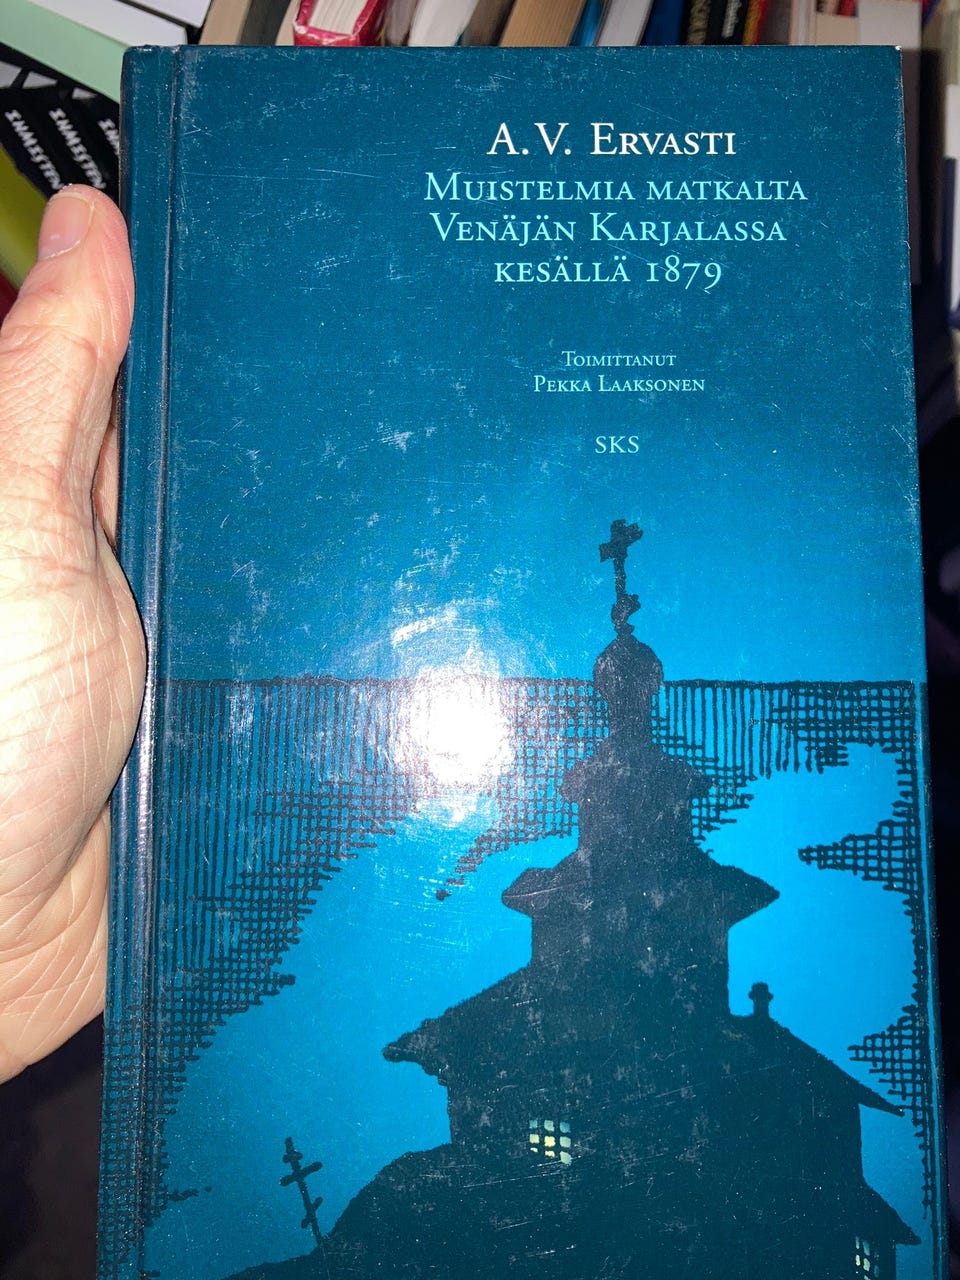 A. V. Ervasti
Muistelmia matkalta
Venäjän Karjalassa
kesällä 1879
Toimittanut
Pekka Laaksonen
SKS